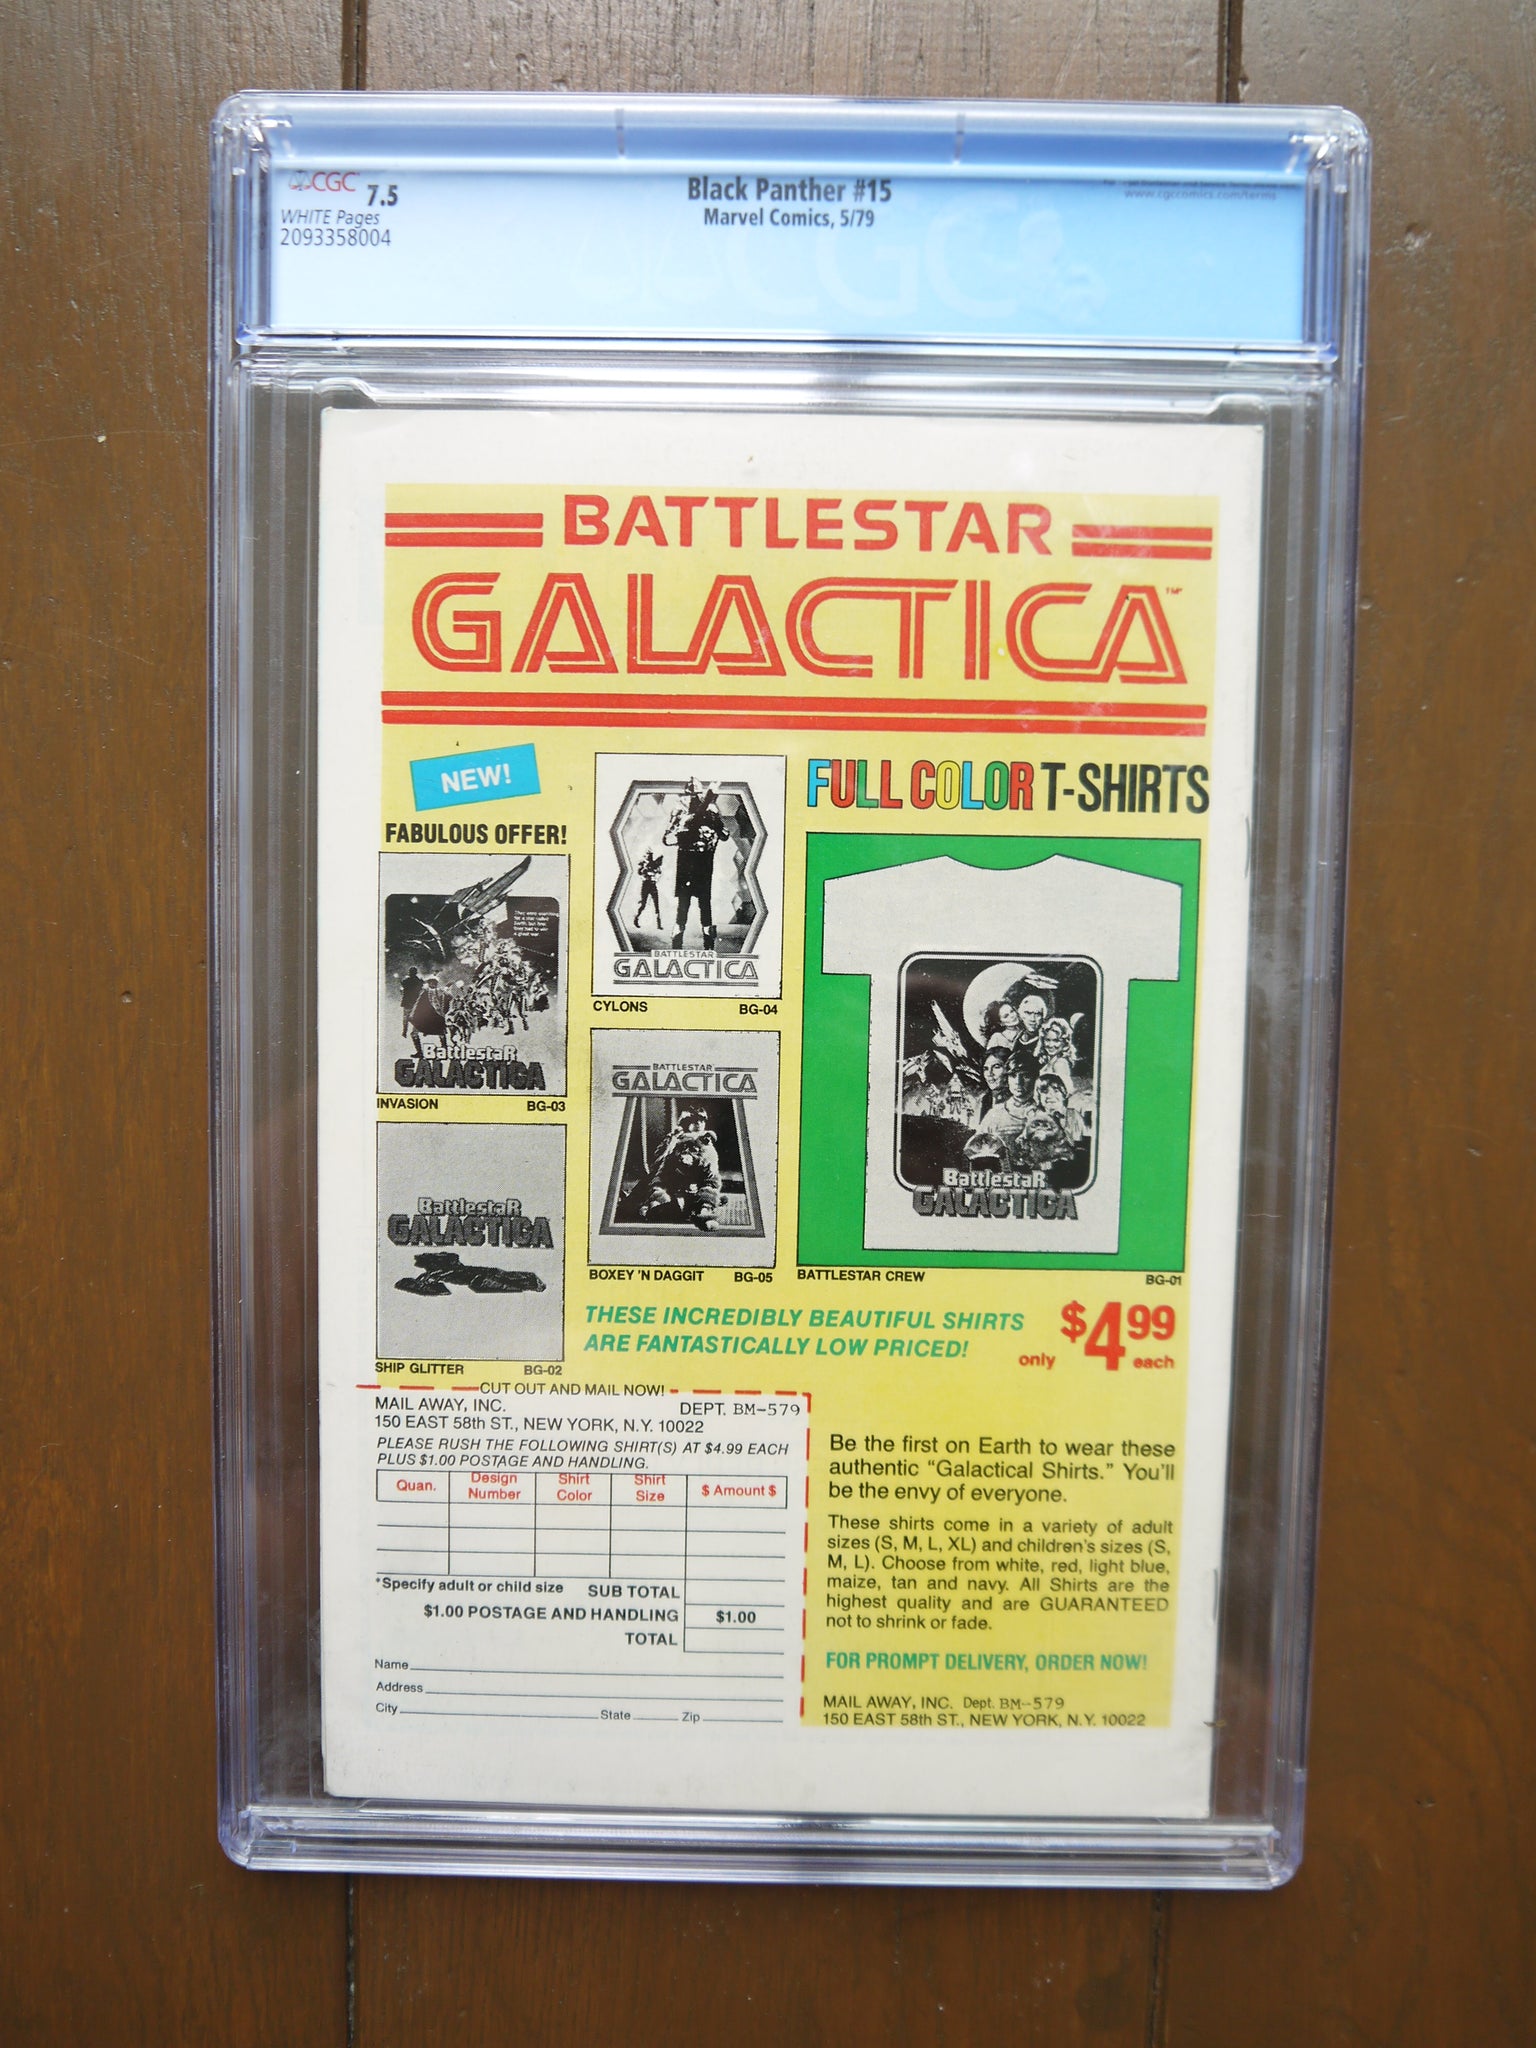 CGC 7.5
WHITE Pages
2093358004
Black Panther #15
Marvel Comics, 5/79
www.cgccomics.com/terms
CGC
BATTLESTAR
GALACTICA™
NEW!
FABULOUS OFFER!
FULL COLOR T-SHIRTS
Battlestar
GALACTICA
INVASION BG-03
BATTLESTAR
GALACTICA
CYLONS BG-04
Battlestar
GALACTICA
SHIP GLITTER BG-02
BATTLESTAR
GALACTICA
BOXEY 'N DAGGIT BG-05
Battlestar
GALACTICA
BATTLESTAR CREW BG-01
THESE INCREDIBLY BEAUTIFUL SHIRTS
ARE FANTASTICALLY LOW PRICED!
only $4.99 each
CUT OUT AND MAIL NOW!
MAIL AWAY, INC. DEPT. BM-579
150 EAST 58th ST., NEW YORK, N.Y. 10022
PLEASE RUSH THE FOLLOWING SHIRT(S) AT $4.99 EACH
PLUS $1.00 POSTAGE AND HANDLING.
Quan. Design Number Shirt Color Shirt Size $ Amount $
*Specify adult or child size SUB TOTAL
$1.00 POSTAGE AND HANDLING $1.00
TOTAL
Name
Address
City State Zip
Be the first on Earth to wear these
authentic "Galactical Shirts." You'll
be the envy of everyone.
These shirts come in a variety of adult
sizes (S, M, L, XL) and children's sizes (S,
M, L). Choose from white, red, light blue,
maize, tan and navy. All Shirts are the
highest quality and are GUARANTEED
not to shrink or fade.
FOR PROMPT DELIVERY, ORDER NOW!
MAIL AWAY, INC. Dept. BM--579
150 EAST 58th ST., NEW YORK, N.Y. 10022